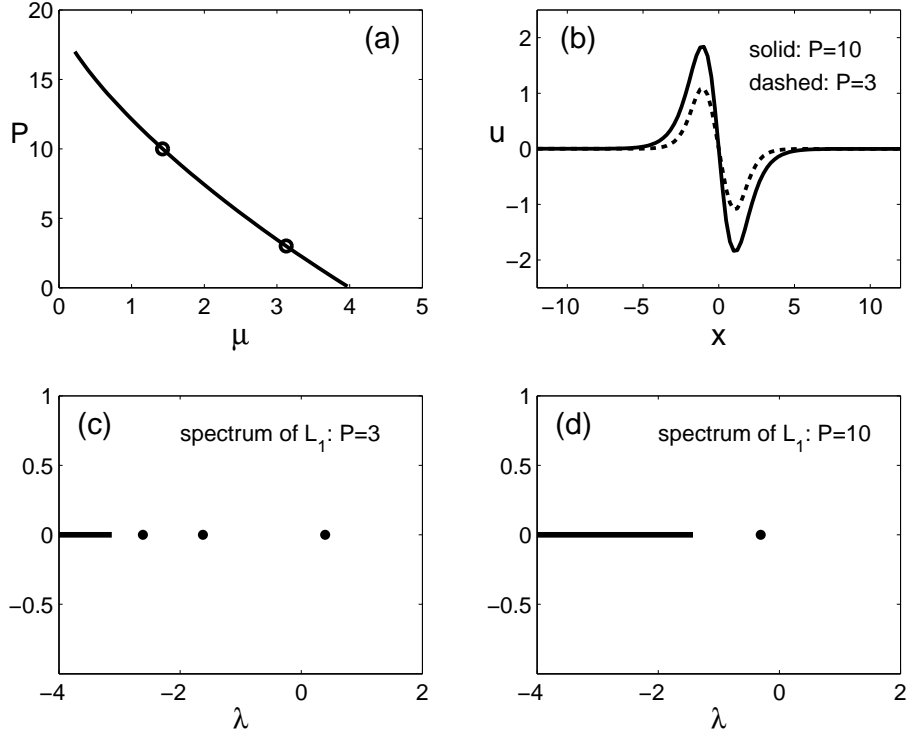 (a)
20
15
10
5
0
P
0 1 2 3 4 5
μ
(b)
solid: P=10
dashed: P=3
2
1
0
−1
−2
u
−10 −5 0 5 10
x
(c)
spectrum of L₁: P=3
1
0.5
0
−0.5
−4 −2 0 2
λ
(d)
spectrum of L₁: P=10
1
0.5
0
−0.5
−4 −2 0 2
λ